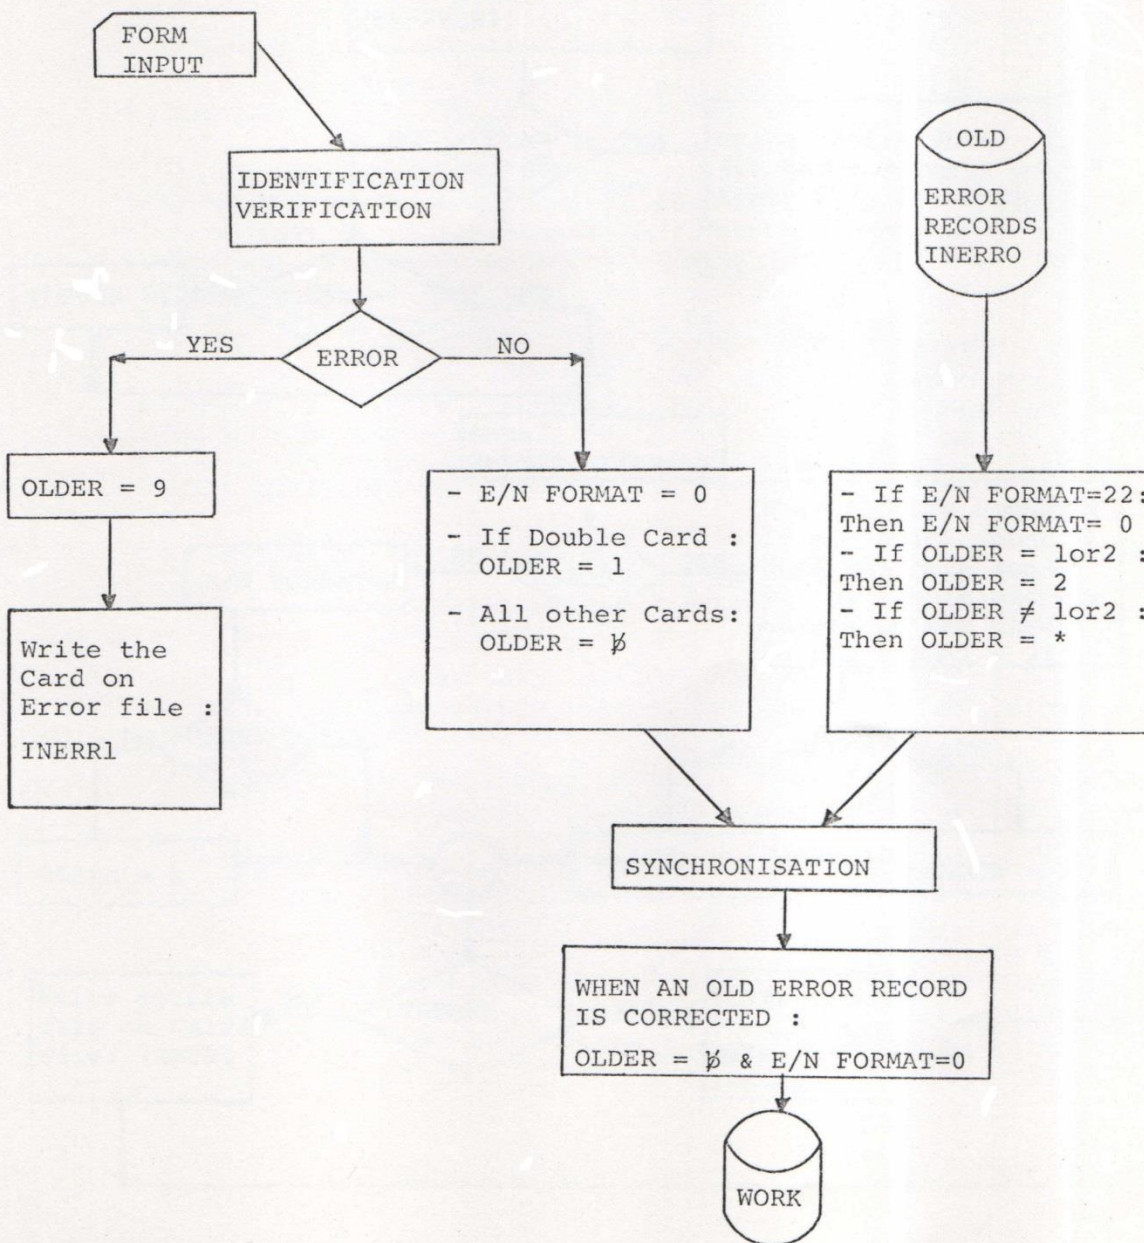 FORM
INPUT
IDENTIFICATION
VERIFICATION
OLD
ERROR
RECORDS
INERRO
YES
ERROR
NO
OLDER = 9
Write the
Card on
Error file :
INERR1
- E/N FORMAT = 0
- If Double Card :
OLDER = 1
- All other Cards:
OLDER = b̸
- If E/N FORMAT=22:
Then E/N FORMAT= 0
- If OLDER = lor2 :
Then OLDER = 2
- If OLDER ≠ lor2 :
Then OLDER = *
SYNCHRONISATION
WHEN AN OLD ERROR RECORD
IS CORRECTED :
OLDER = b̸ & E/N FORMAT=0
WORK